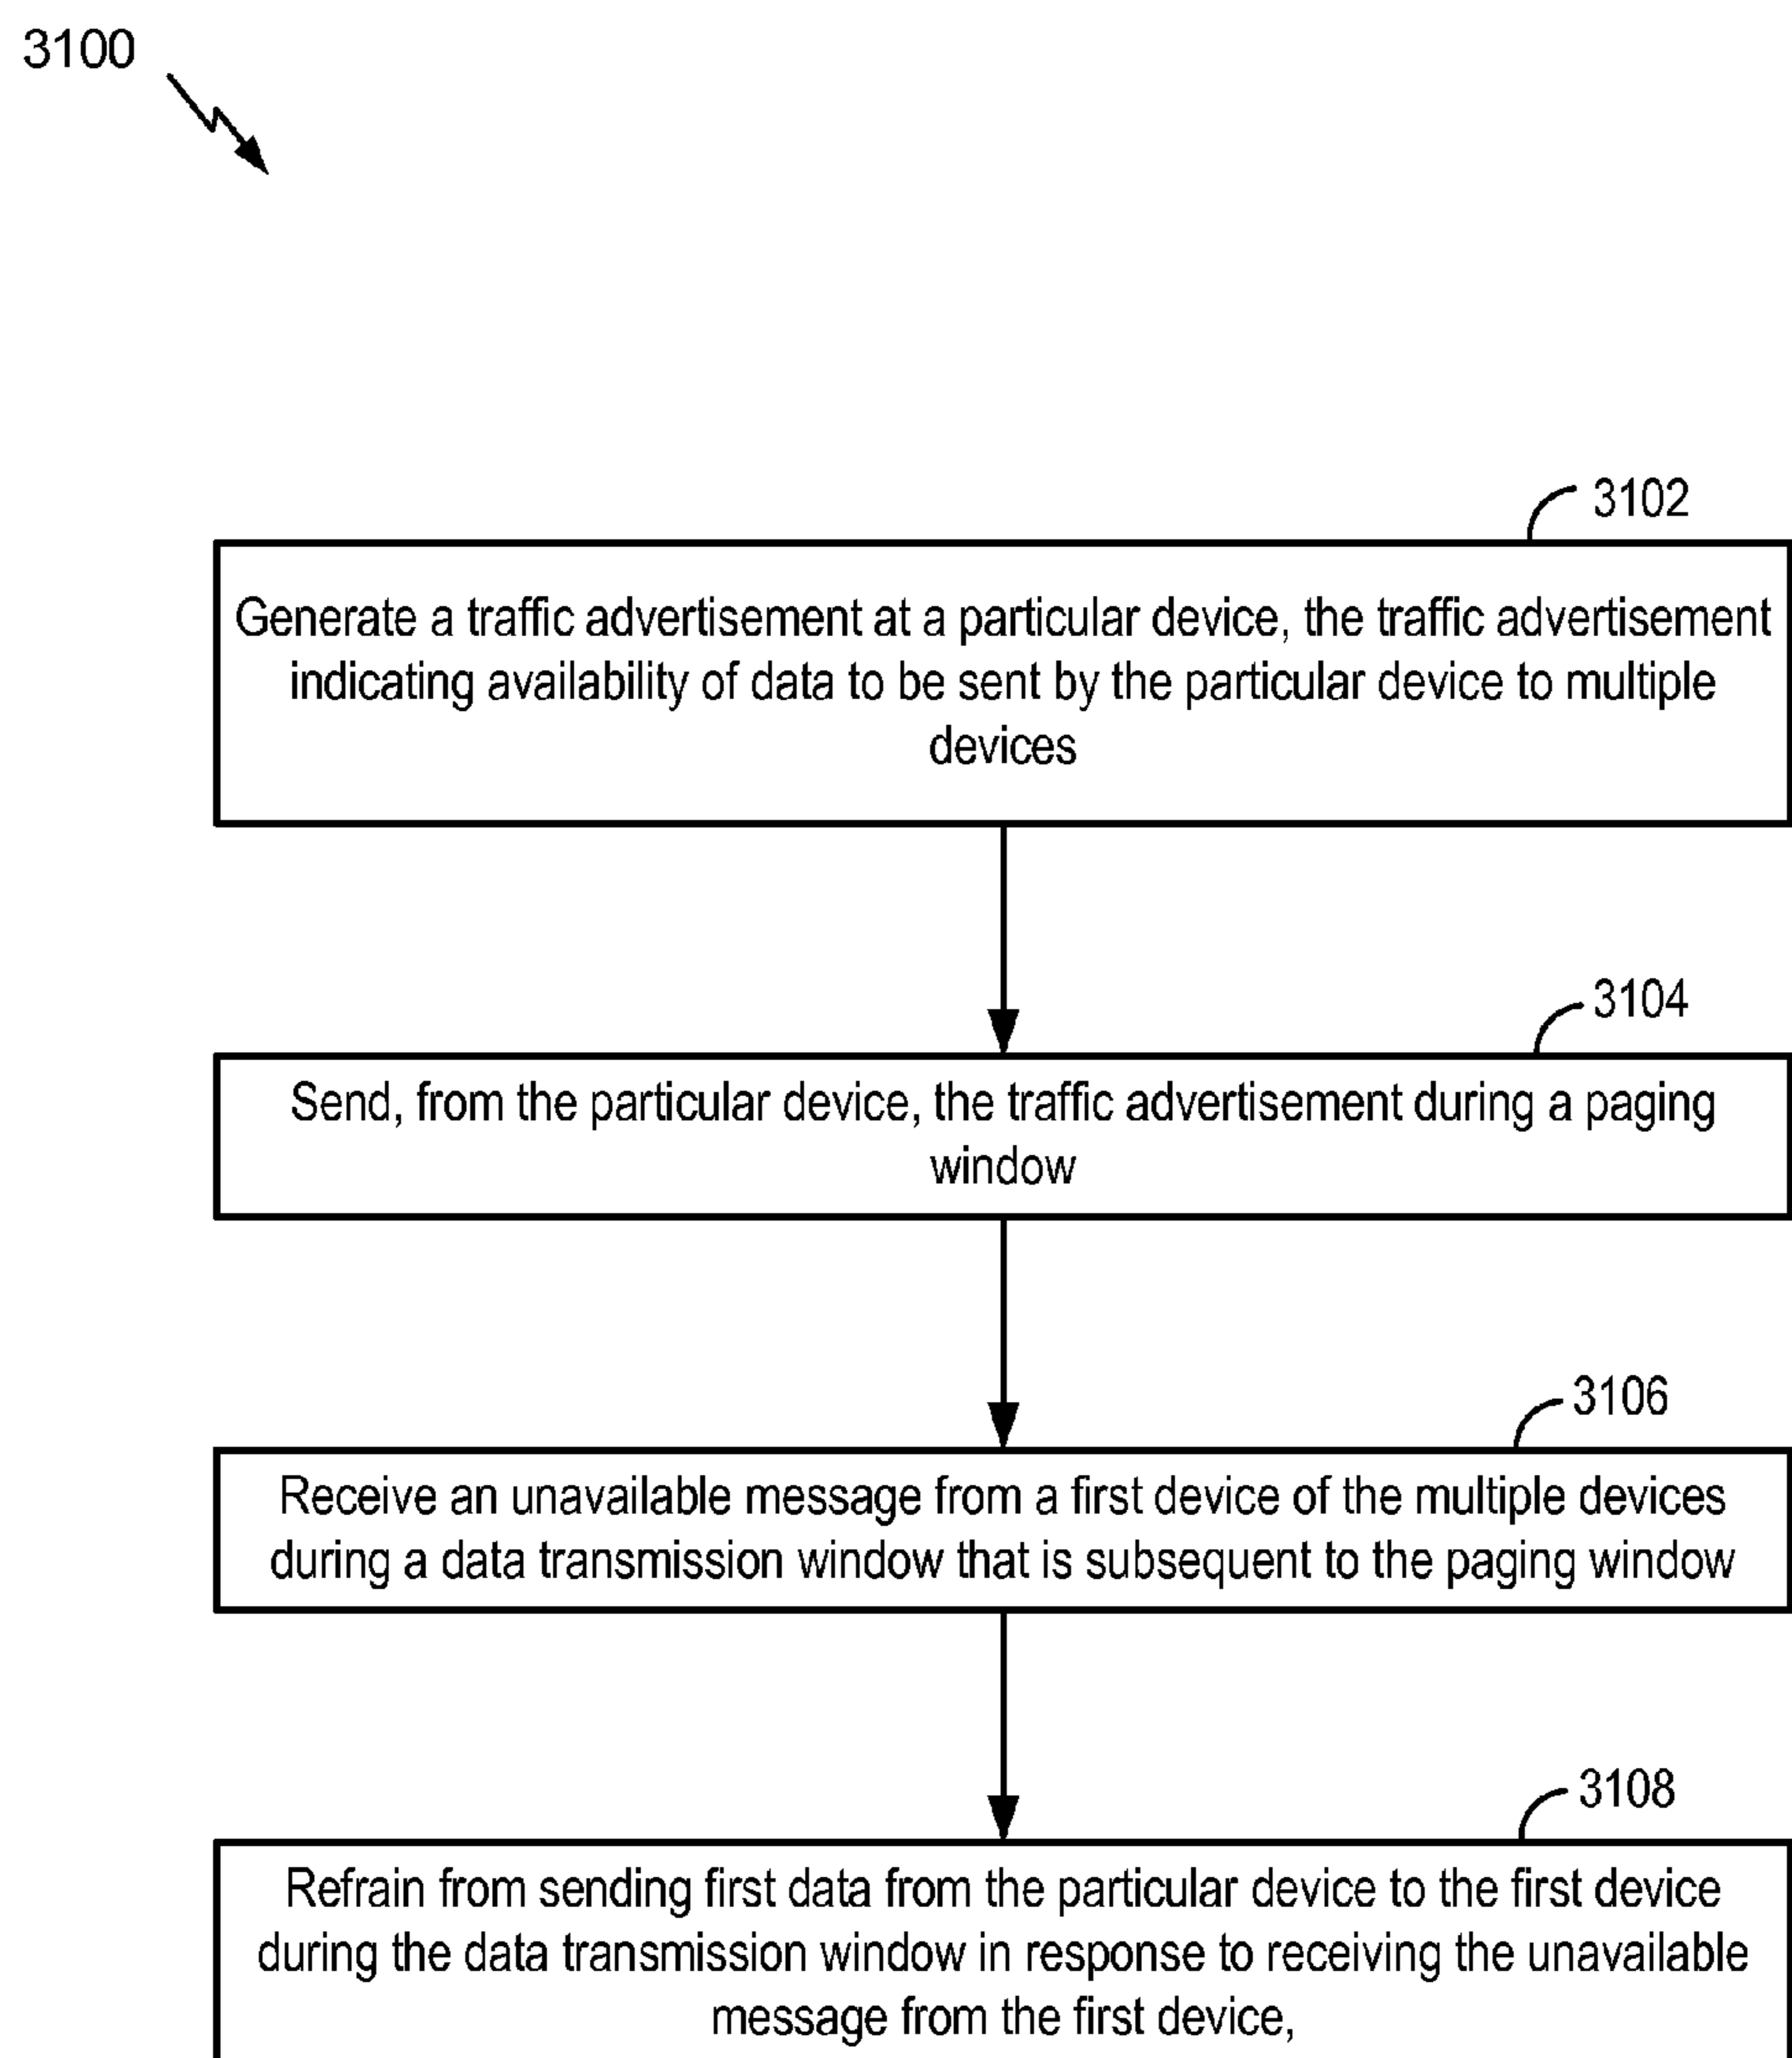 3100
3102
Generate a traffic advertisement at a particular device, the traffic advertisement
indicating availability of data to be sent by the particular device to multiple
devices
3104
Send, from the particular device, the traffic advertisement during a paging
window
3106
Receive an unavailable message from a first device of the multiple devices
during a data transmission window that is subsequent to the paging window
3108
Refrain from sending first data from the particular device to the first device
during the data transmission window in response to receiving the unavailable
message from the first device,